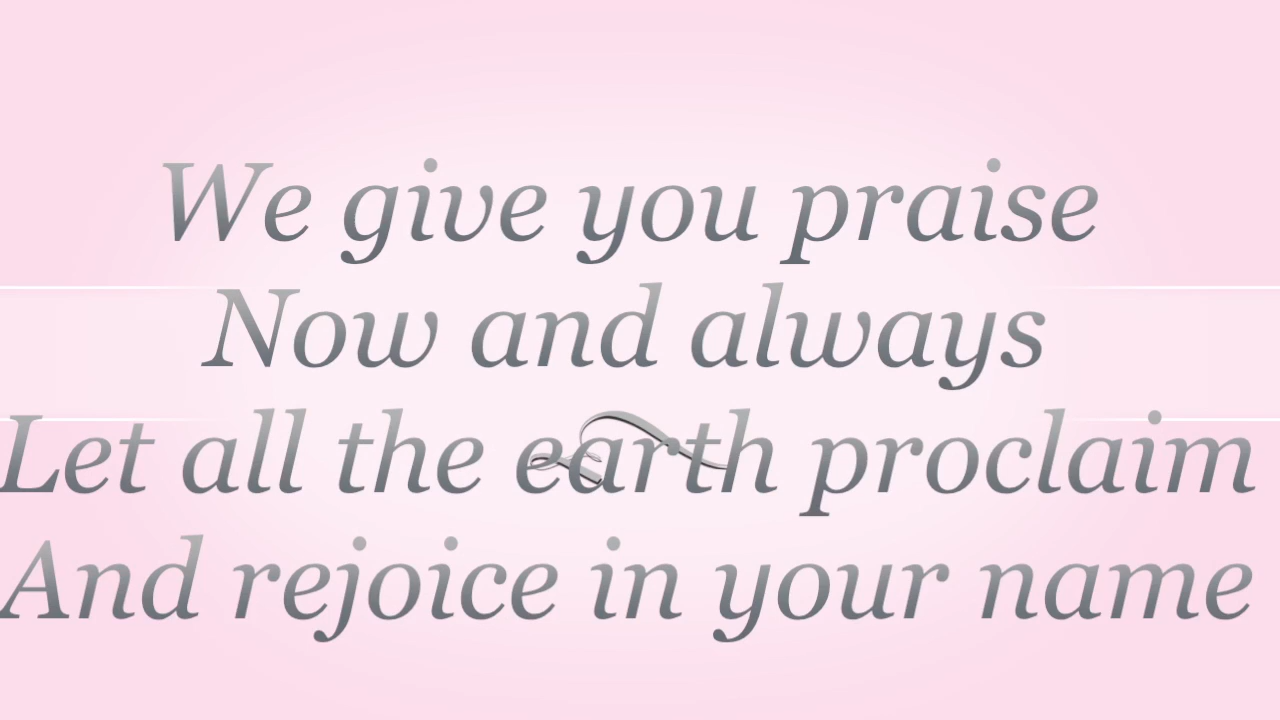 We give you praise
Now and always
Let all the earth proclaim
And rejoice in your name